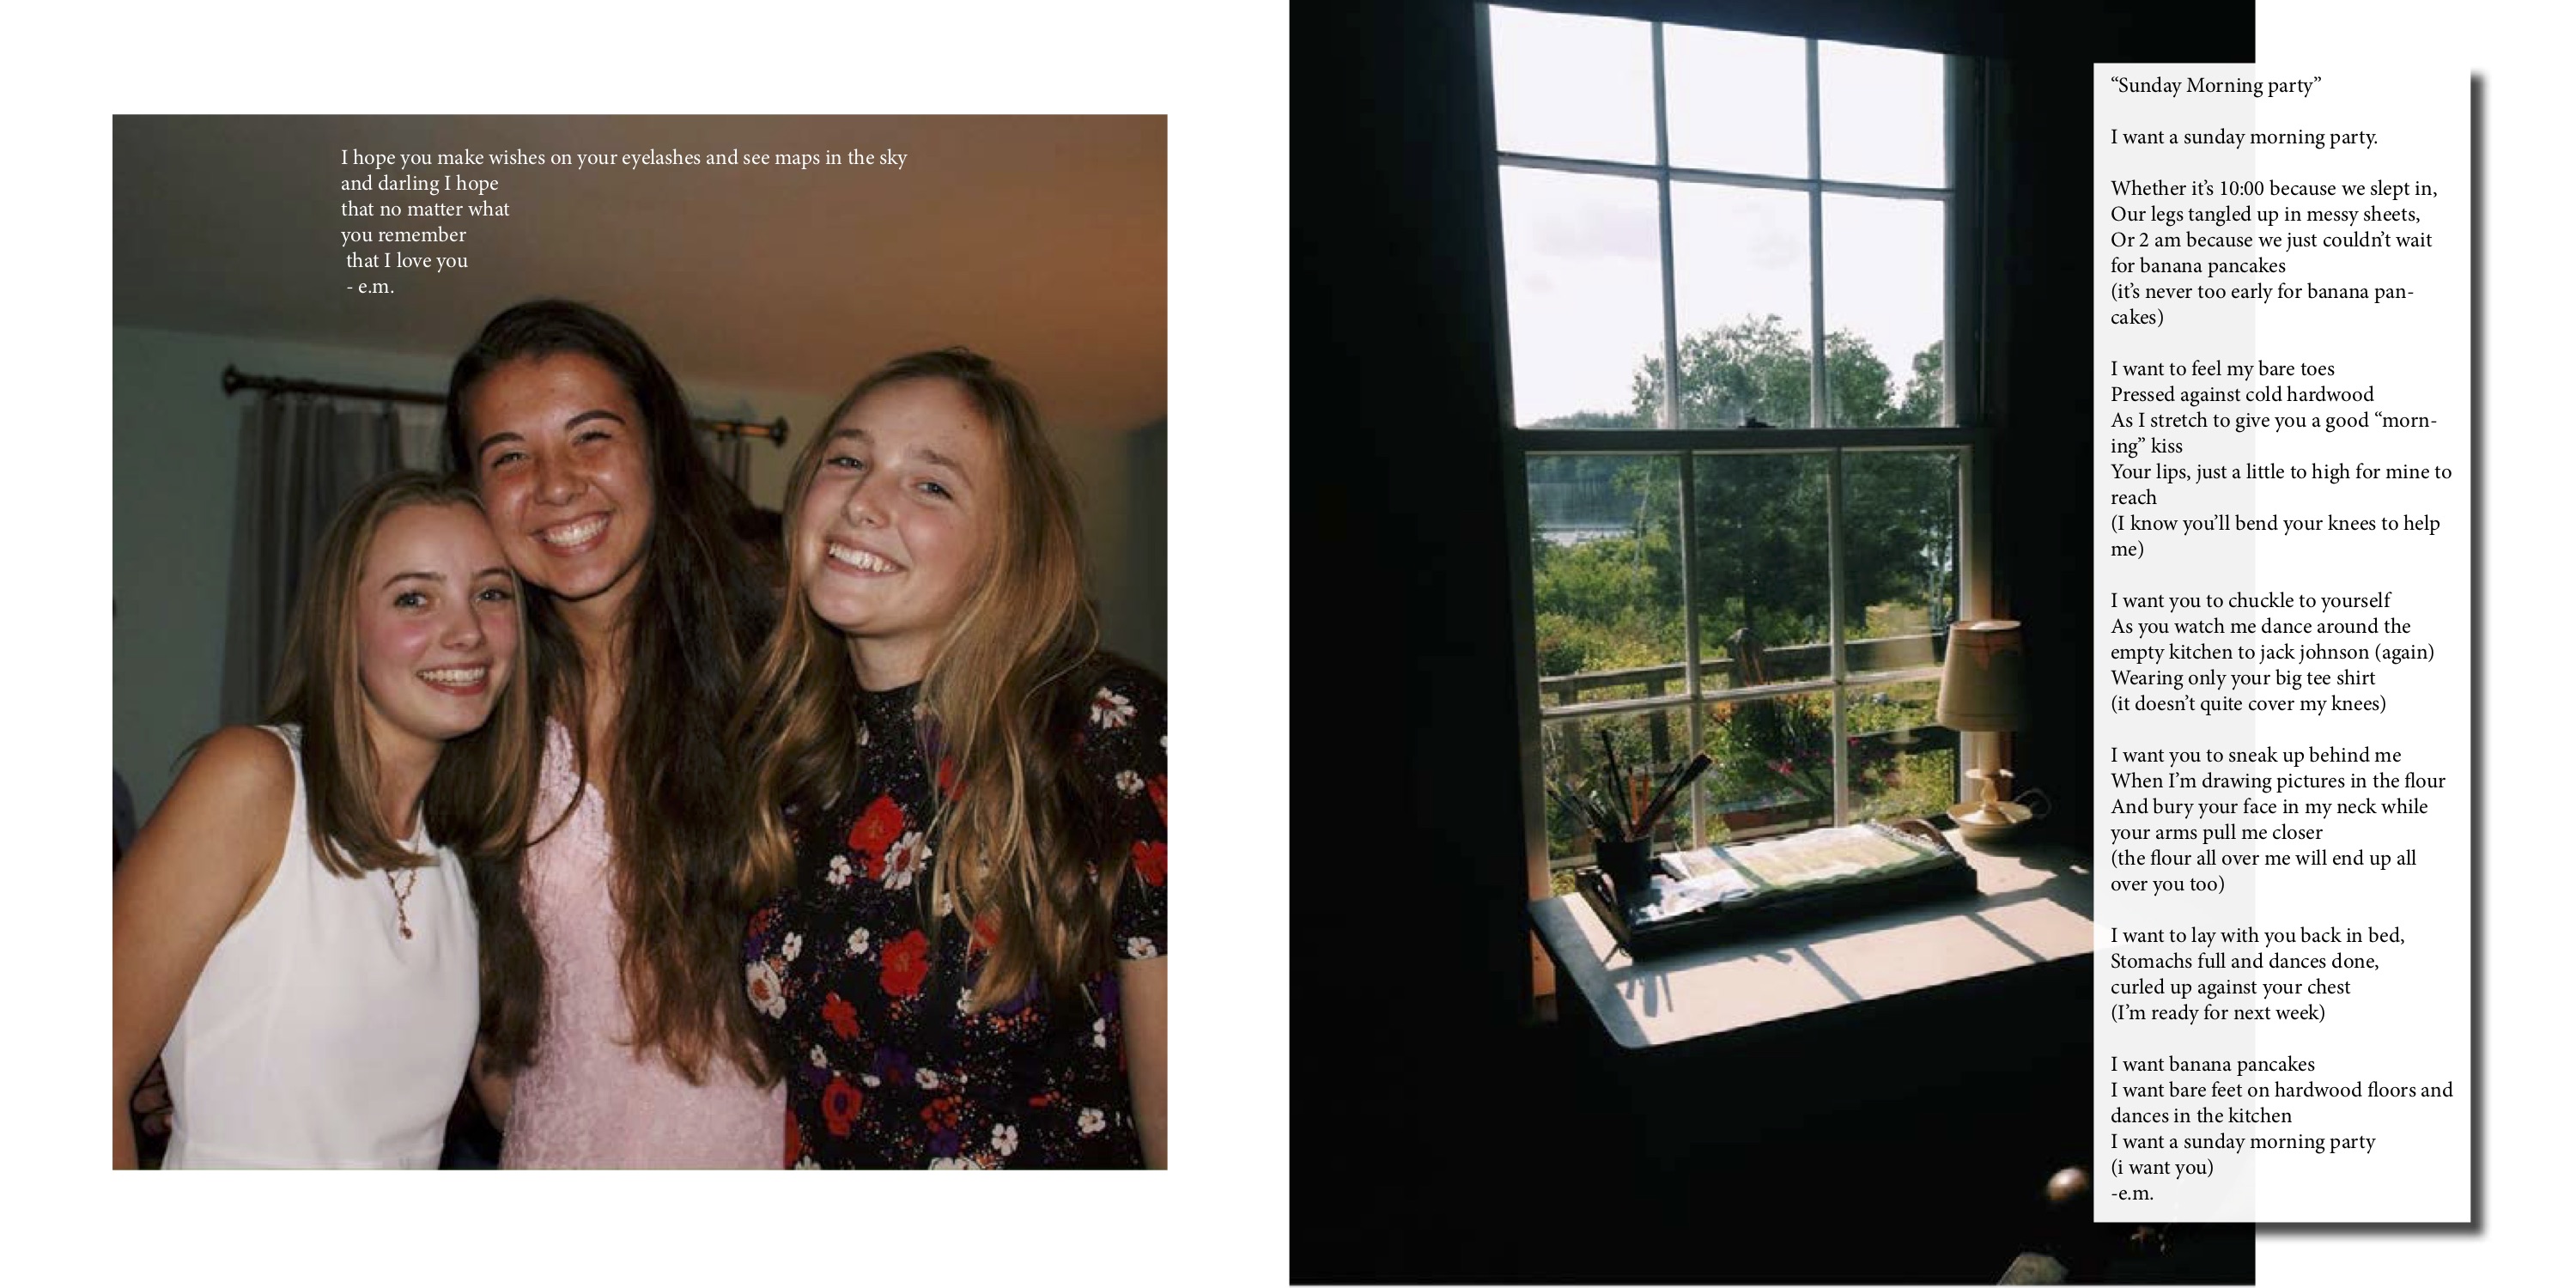 I hope you make wishes on your eyelashes and see maps in the sky
and darling I hope
that no matter what
you remember
that I love you
- e.m.
“Sunday Morning party”
I want a sunday morning party.
Whether it’s 10:00 because we slept in,
Our legs tangled up in messy sheets,
Or 2 am because we just couldn’t wait
for banana pancakes
(it’s never too early for banana pan-
cakes)
I want to feel my bare toes
Pressed against cold hardwood
As I stretch to give you a good “morn-
ing” kiss
Your lips, just a little to high for mine to
reach
(I know you’ll bend your knees to help
me)
I want you to chuckle to yourself
As you watch me dance around the
empty kitchen to jack johnson (again)
Wearing only your big tee shirt
(it doesn’t quite cover my knees)
I want you to sneak up behind me
When I’m drawing pictures in the flour
And bury your face in my neck while
your arms pull me closer
(the flour all over me will end up all
over you too)
I want to lay with you back in bed,
Stomachs full and dances done,
curled up against your chest
(I’m ready for next week)
I want banana pancakes
I want bare feet on hardwood floors and
dances in the kitchen
I want a sunday morning party
(i want you)
-e.m.